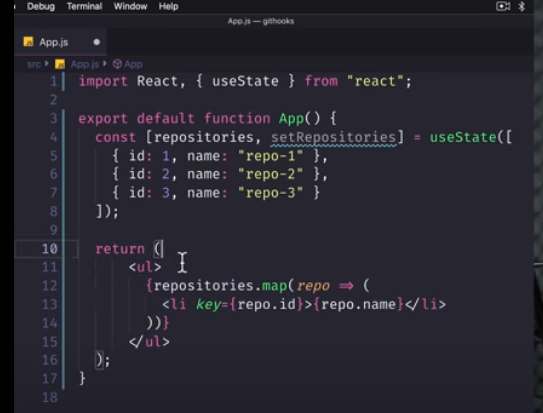 Debug Terminal Window Help
App.js — githooks
JS App.js
src JS App.js App
1 import React, { useState } from "react";
2
3 export default function App() {
4 const [repositories, setRepositories] = useState([
5 { id: 1, name: "repo-1" },
6 { id: 2, name: "repo-2" },
7 { id: 3, name: "repo-3" }
8 ]);
9
10 return (
11 <ul>
12 {repositories.map(repo => (
13 <li key={repo.id}>{repo.name}</li>
14 ))}
15 </ul>
16 );
17 }
18